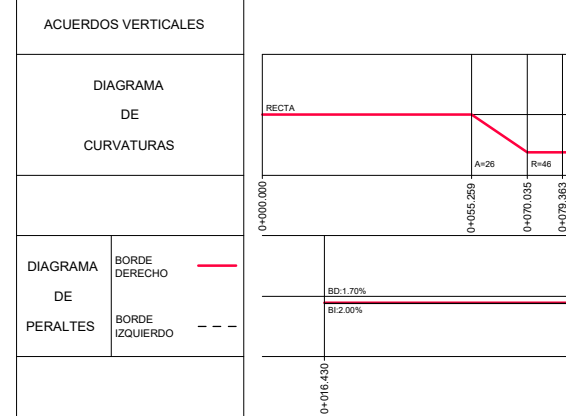 ACUERDOS VERTICALES
DIAGRAMA
DE
CURVATURAS
RECTA
A=26
R=46
0+000.000
0+055.259
0+070.035
0+079.363
DIAGRAMA
DE
PERALTES
BORDE
DERECHO
BORDE
IZQUIERDO
BD:1.70%
BI:2.00%
0+016.430